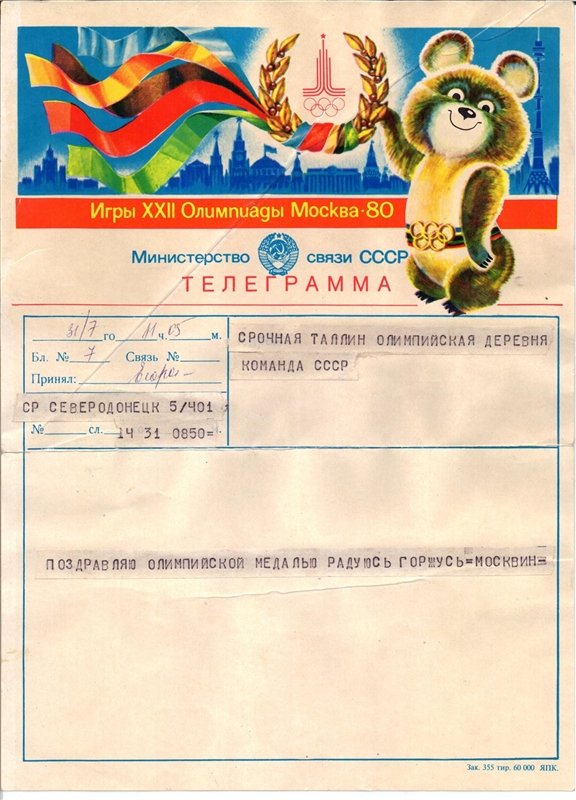 Игры XXII Олимпиады Москва·80
Министерство связи СССР
ТЕЛЕГРАММА
31/7 го 11 ч. 05 м.
Бл. № 7 Связь №
Принял:
СР СЕВЕРОДОНЕЦК 5/401
№ сл. 14 31 0850=
СРОЧНАЯ ТАЛЛИН ОЛИМПИЙСКАЯ ДЕРЕВНЯ
КОМАНДА СССР
ПОЗДРАВЛЯЮ ОЛИМПИЙСКОЙ МЕДАЛЬЮ РАДУЮСЬ ГОРЖУСЬ=МОСКВИН=
Зак. 355 тир. 60 000 ЯПК.